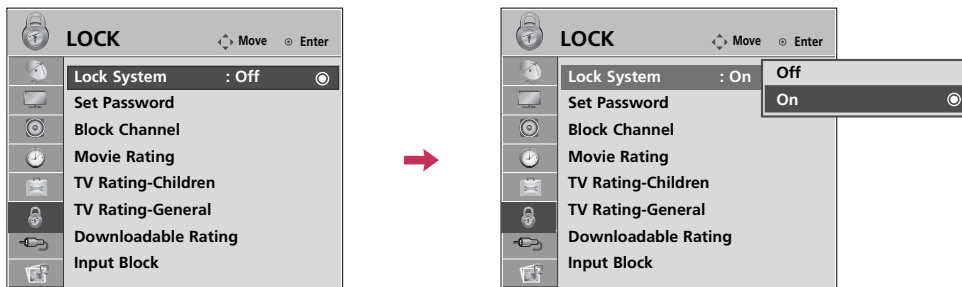 LOCK Move Enter
Lock System : Off
Set Password
Block Channel
Movie Rating
TV Rating-Children
TV Rating-General
Downloadable Rating
Input Block
LOCK Move Enter
Lock System : On
Set Password
Block Channel
Movie Rating
TV Rating-Children
TV Rating-General
Downloadable Rating
Input Block
Off
On